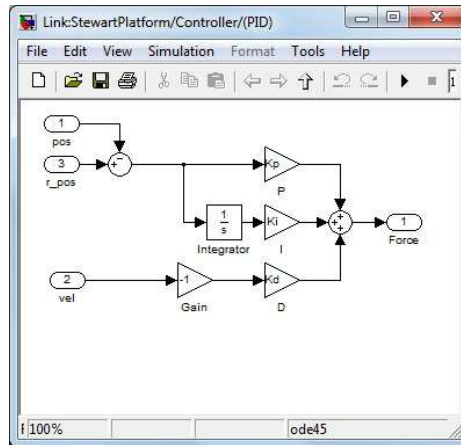 Link:StewartPlatform/Controller/(PID)
File Edit View Simulation Format Tools Help
1
1
pos
3
r_pos
Kp
P
1
s
Integrator
Ki
I
1
Force
2
vel
-1
Gain
Kd
D
100%
ode45